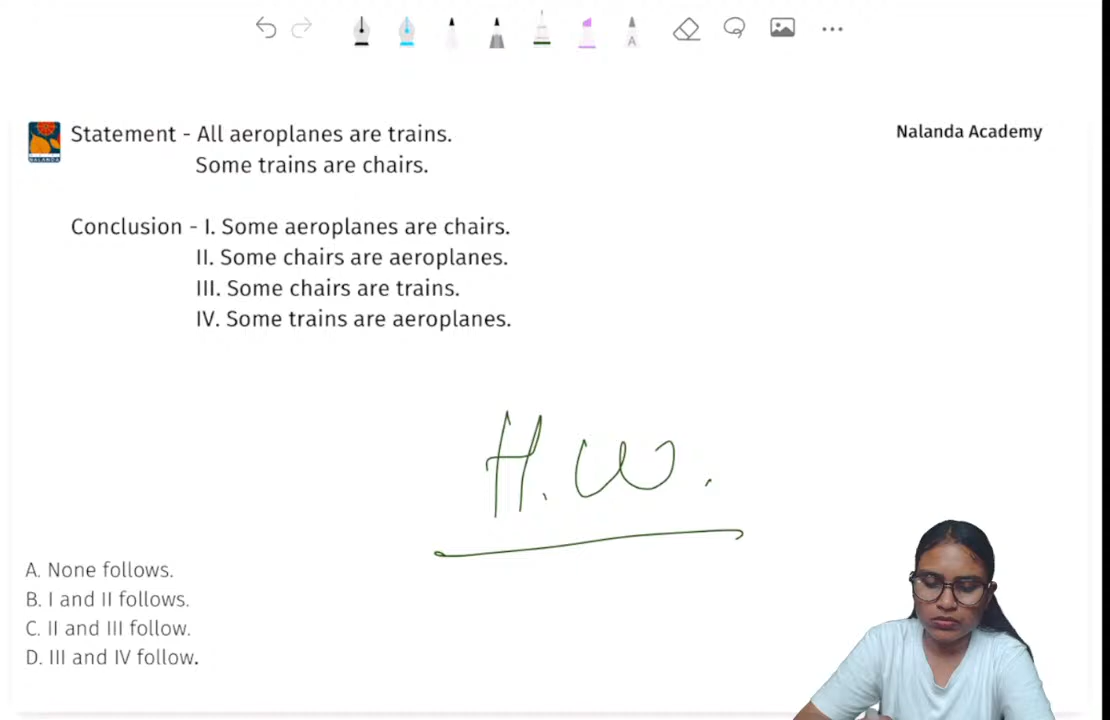 Statement - All aeroplanes are trains.
Nalanda Academy
NALANDA
Some trains are chairs.
Conclusion - I. Some aeroplanes are chairs.
II. Some chairs are aeroplanes.
III. Some chairs are trains.
IV. Some trains are aeroplanes.
H.W.
A. None follows.
B. I and II follows.
C. II and III follow.
D. III and IV follow.